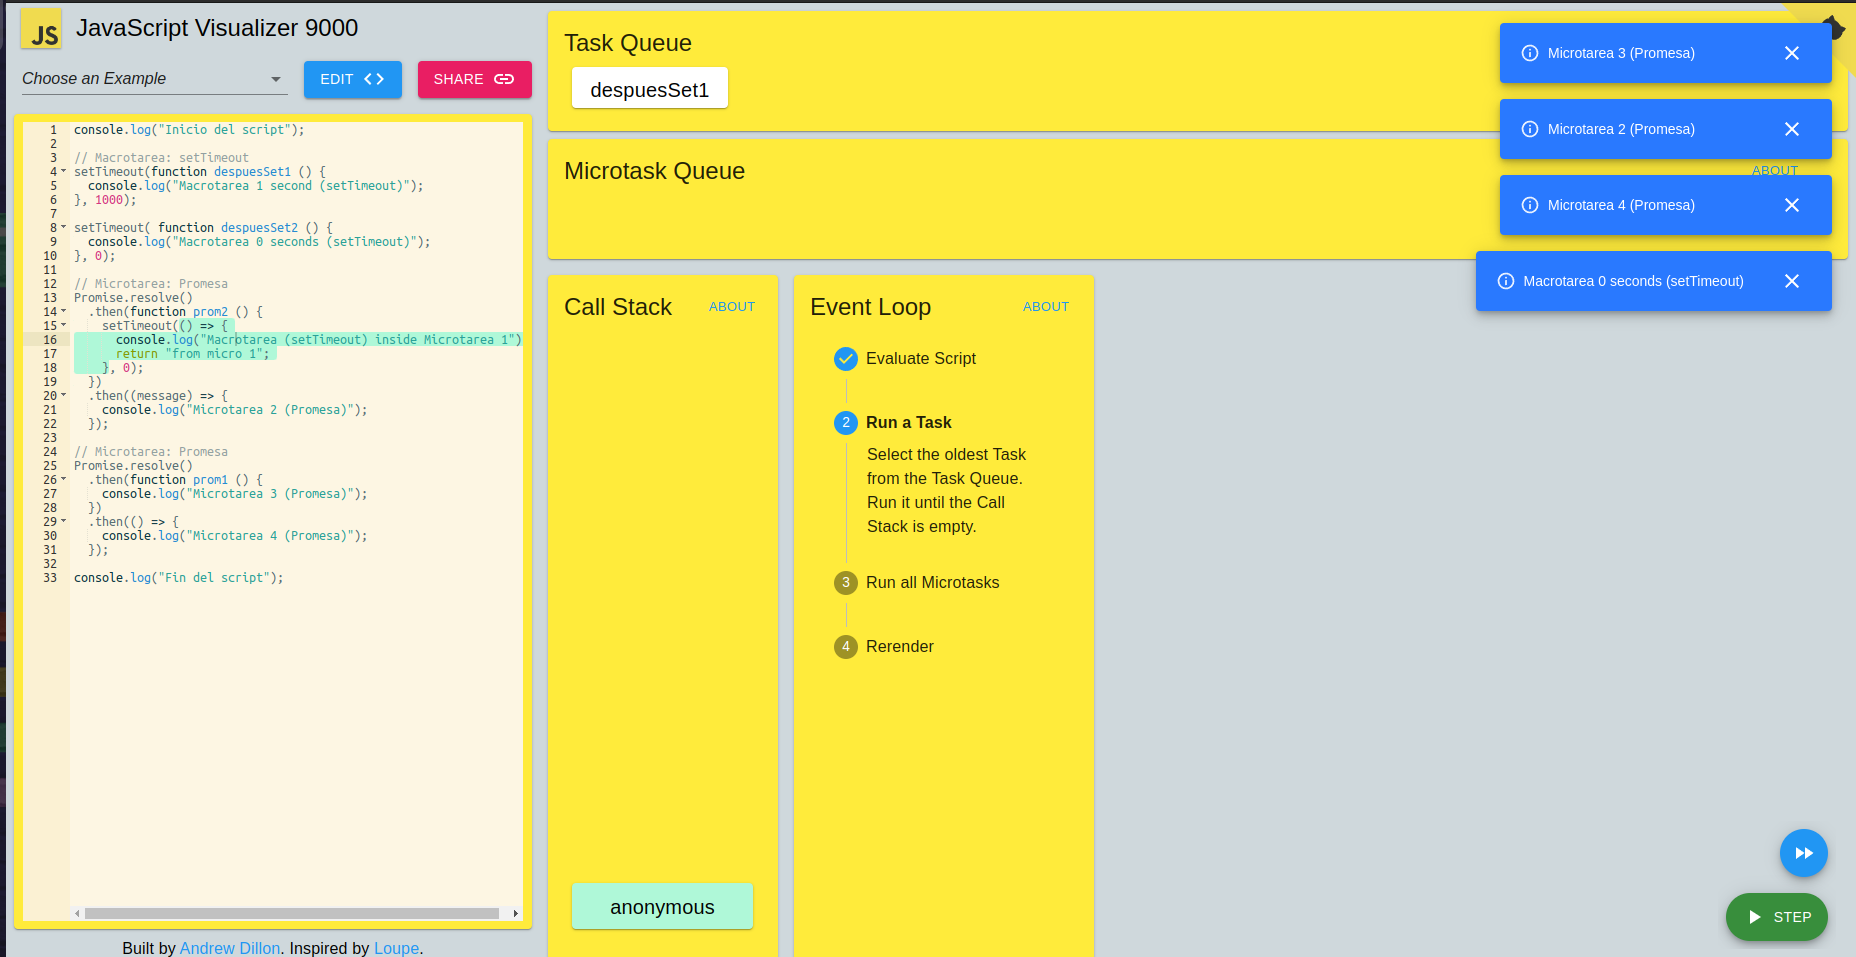 JS JavaScript Visualizer 9000
Choose an Example
EDIT
SHARE
1 console.log("Inicio del script");
2
3 // Macrotarea: setTimeout
4 setTimeout(function despuesSet1 () {
5 console.log("Macrotarea 1 second (setTimeout)");
6 }, 1000);
7
8 setTimeout( function despuesSet2 () {
9 console.log("Macrotarea 0 seconds (setTimeout)");
10 }, 0);
11
12 // Microtarea: Promesa
13 Promise.resolve()
14 .then(function prom2 () {
15 setTimeout(() => {
16 console.log("Macrotarea (setTimeout) inside Microtarea 1")
17 return "from micro 1";
18 }, 0);
19 })
20 .then((message) => {
21 console.log("Microtarea 2 (Promesa)");
22 });
23
24 // Microtarea: Promesa
25 Promise.resolve()
26 .then(function prom1 () {
27 console.log("Microtarea 3 (Promesa)");
28 })
29 .then(() => {
30 console.log("Microtarea 4 (Promesa)");
31 });
32
33 console.log("Fin del script");
Built by Andrew Dillon. Inspired by Loupe.
Task Queue
despuesSet1
Microtask Queue
ABOUT
Call Stack
ABOUT
anonymous
Event Loop
ABOUT
Evaluate Script
2 Run a Task
Select the oldest Task
from the Task Queue.
Run it until the Call
Stack is empty.
3 Run all Microtasks
4 Rerender
Microtarea 3 (Promesa)
Microtarea 2 (Promesa)
Microtarea 4 (Promesa)
Macrotarea 0 seconds (setTimeout)
STEP